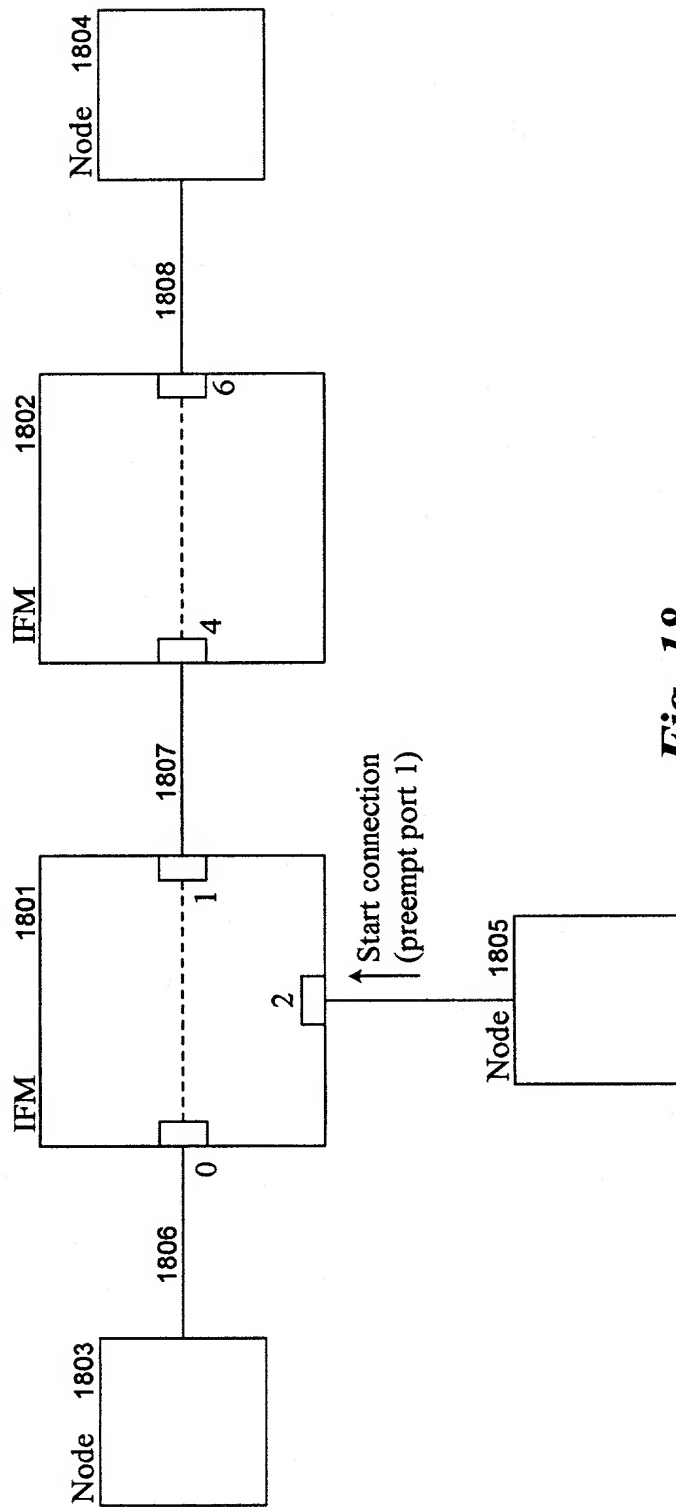 Node 1803
1806
IFM 1801
0
1
2
1807
IFM 1802
4
6
1808
Node 1804
Start connection
(preempt port 1)
Node 1805
Fig. 18